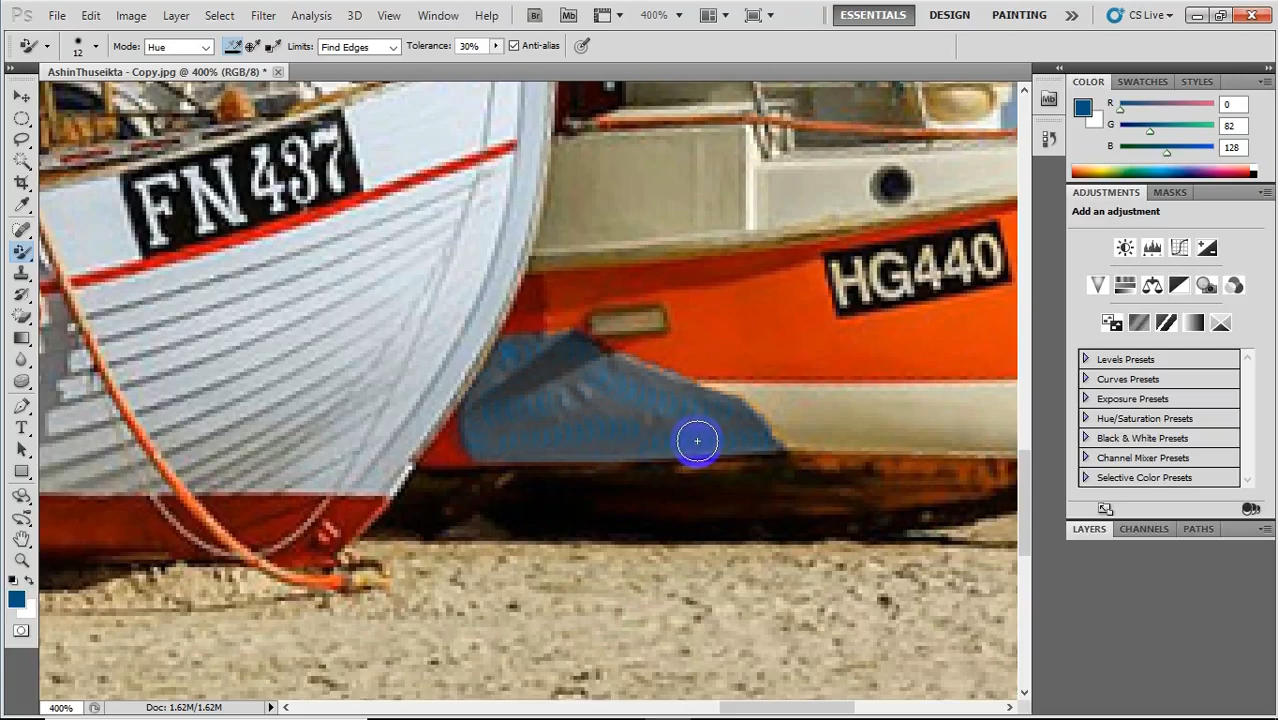 Ps File Edit Image Layer Select Filter Analysis 3D View Window Help Br Mb 400% ESSENTIALS DESIGN PAINTING CS Live
12 Mode: Hue Limits: Find Edges Tolerance: 30% Anti-alias
AshinThuseikta - Copy.jpg @ 400% (RGB/8) *
COLOR SWATCHES STYLES
Mb
R 0
G 82
B 128
ADJUSTMENTS MASKS
Add an adjustment
FN 437
HG440
Levels Presets
Curves Presets
Exposure Presets
Hue/Saturation Presets
Black & White Presets
Channel Mixer Presets
Selective Color Presets
LAYERS CHANNELS PATHS
400% Doc: 1.62M/1.62M